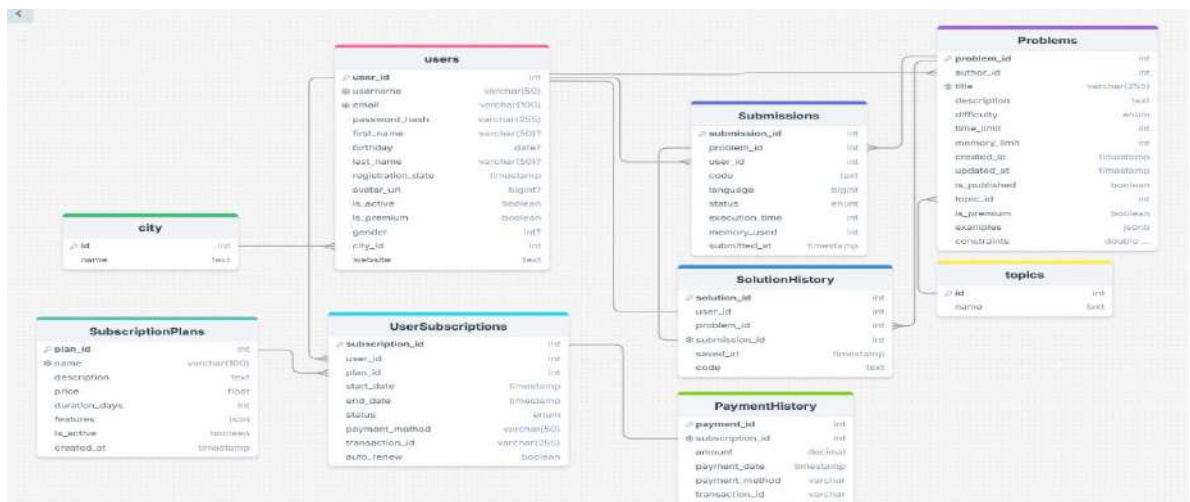 users
user_id int
username varchar(50)
email varchar(100)
password_hash varchar(255)
first_name varchar(50)?
birthday date?
last_name varchar(50)?
registration_date timestamp
avatar_url bigint?
is_active boolean
is_premium boolean
gender int?
city_id int
website text
city
id int
name text
Submissions
submission_id int
problem_id int
user_id int
code text
language bigint
status enum
execution_time int
memory_used int
submitted_at timestamp
Problems
problem_id int
author_id int
title varchar(255)
description text
difficulty enum
time_limit int
memory_limit int
created_at timestamp
updated_at timestamp
is_published boolean
topic_id int
is_premium boolean
examples jsonb
constraints double ...
topics
id int
name text
SolutionHistory
solution_id int
user_id int
problem_id int
submission_id int
saved_at timestamp
code text
SubscriptionPlans
plan_id int
name varchar(100)
description text
price float
duration_days int
features json
is_active boolean
created_at timestamp
UserSubscriptions
subscription_id int
user_id int
plan_id int
start_date timestamp
end_date timestamp
status enum
payment_method varchar(50)
transaction_id varchar(255)
auto_renew boolean
PaymentHistory
payment_id int
subscription_id int
amount decimal
payment_date timestamp
payment_method varchar
transaction_id varchar